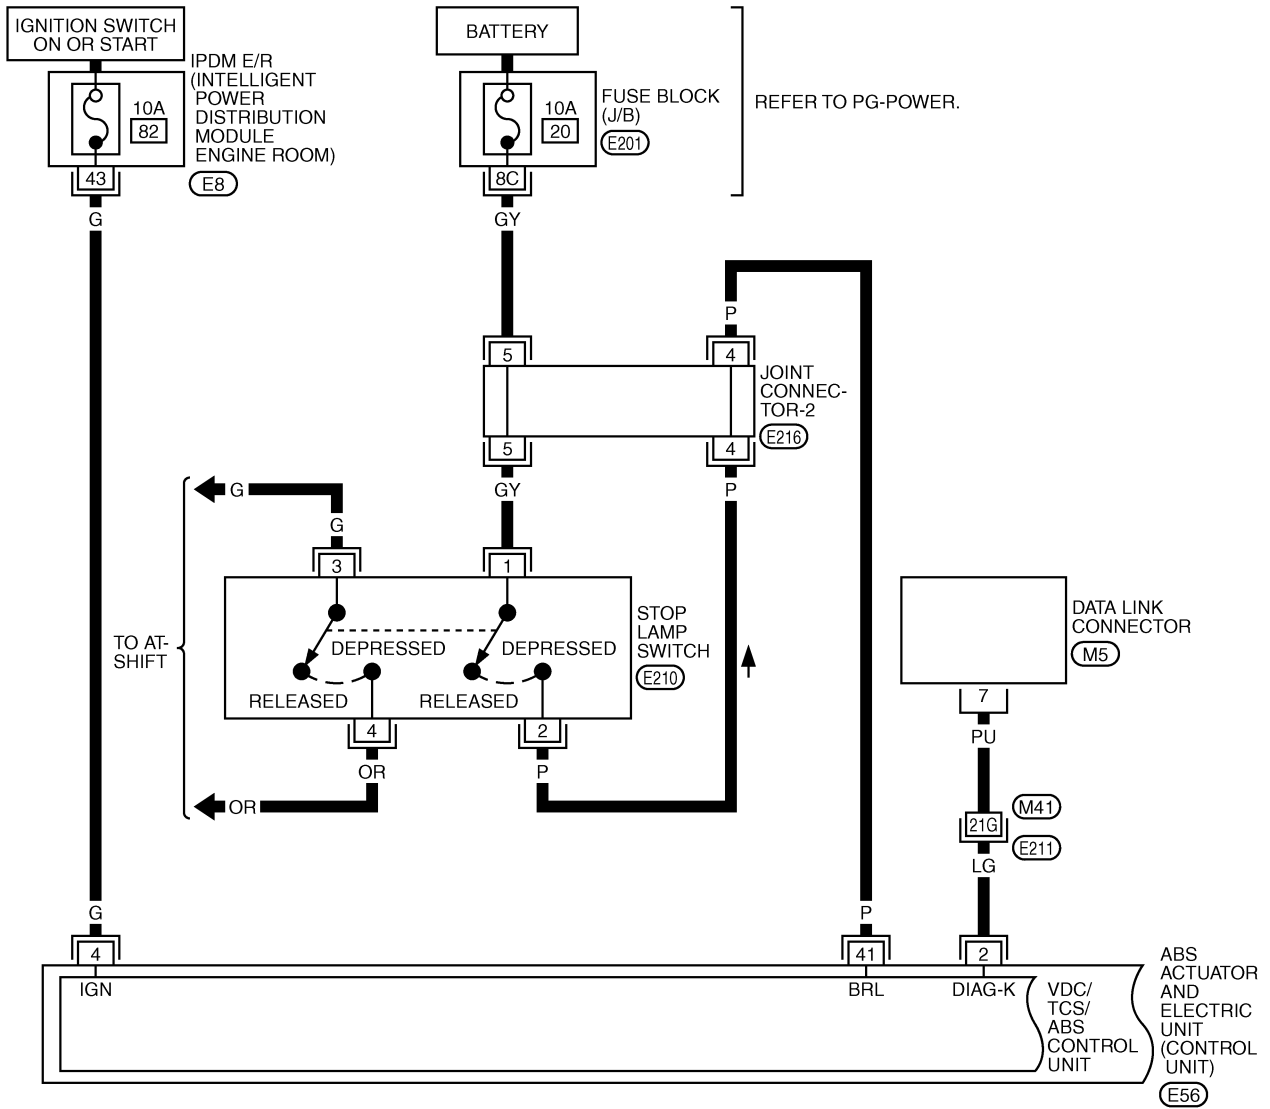 IGNITION SWITCH
ON OR START
BATTERY
IPDM E/R
(INTELLIGENT
POWER
DISTRIBUTION
MODULE
ENGINE ROOM)
E8
10A
82
43
G
10A
20
FUSE BLOCK
(J/B)
E201
8C
GY
REFER TO PG-POWER.
P
5
4
JOINT
CONNEC-
TOR-2
E216
5
4
GY
P
G
G
3
1
TO AT-
SHIFT
DEPRESSED
RELEASED
DEPRESSED
RELEASED
STOP
LAMP
SWITCH
E210
4
2
OR
P
OR
DATA LINK
CONNECTOR
M5
7
PU
M41
21G
E211
LG
G
P
4
41
2
IGN
BRL
DIAG-K
VDC/
TCS/
ABS
CONTROL
UNIT
ABS
ACTUATOR
AND
ELECTRIC
UNIT
(CONTROL
UNIT)
E56